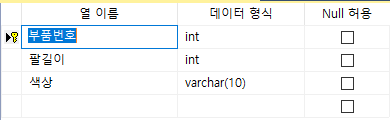 열 이름 데이터 형식 Null 허용
부품번호 int
팔길이 int
색상 varchar(10)